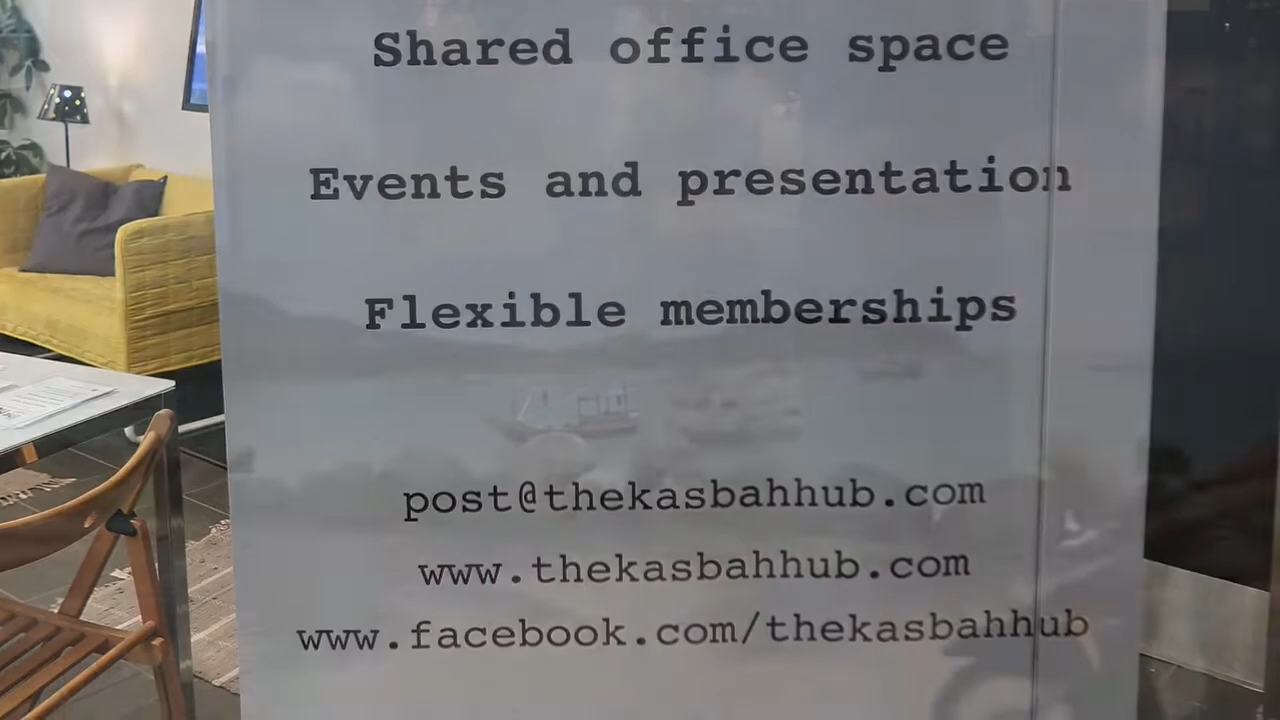 Shared office space
Events and presentation
Flexible memberships
post@thekasbahhub.com
www.thekasbahhub.com
www.facebook.com/thekasbahhub